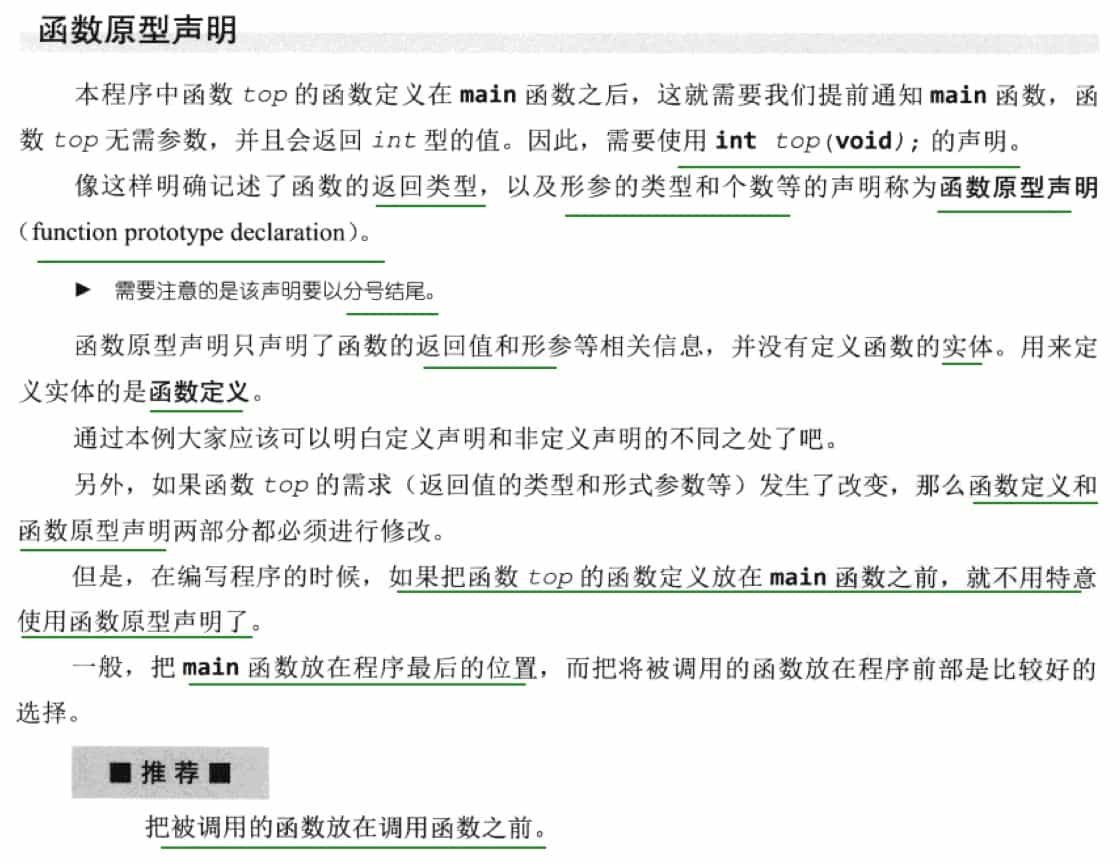 函数原型声明
本程序中函数 top 的函数定义在 main 函数之后，这就需要我们提前通知 main 函数，函
数 top 无需参数，并且会返回 int 型的值。因此，需要使用 int top(void); 的声明。
像这样明确记述了函数的返回类型，以及形参的类型和个数等的声明称为函数原型声明
（function prototype declaration）。
▶ 需要注意的是该声明要以分号结尾。
函数原型声明只声明了函数的返回值和形参等相关信息，并没有定义函数的实体。用来定
义实体的是函数定义。
通过本例大家应该可以明白定义声明和非定义声明的不同之处了吧。
另外，如果函数 top 的需求（返回值的类型和形式参数等）发生了改变，那么函数定义和
函数原型声明两部分都必须进行修改。
但是，在编写程序的时候，如果把函数 top 的函数定义放在 main 函数之前，就不用特意
使用函数原型声明了。
一般，把 main 函数放在程序最后的位置，而把将被调用的函数放在程序前部是比较好的
选择。
■ 推荐 ■
把被调用的函数放在调用函数之前。